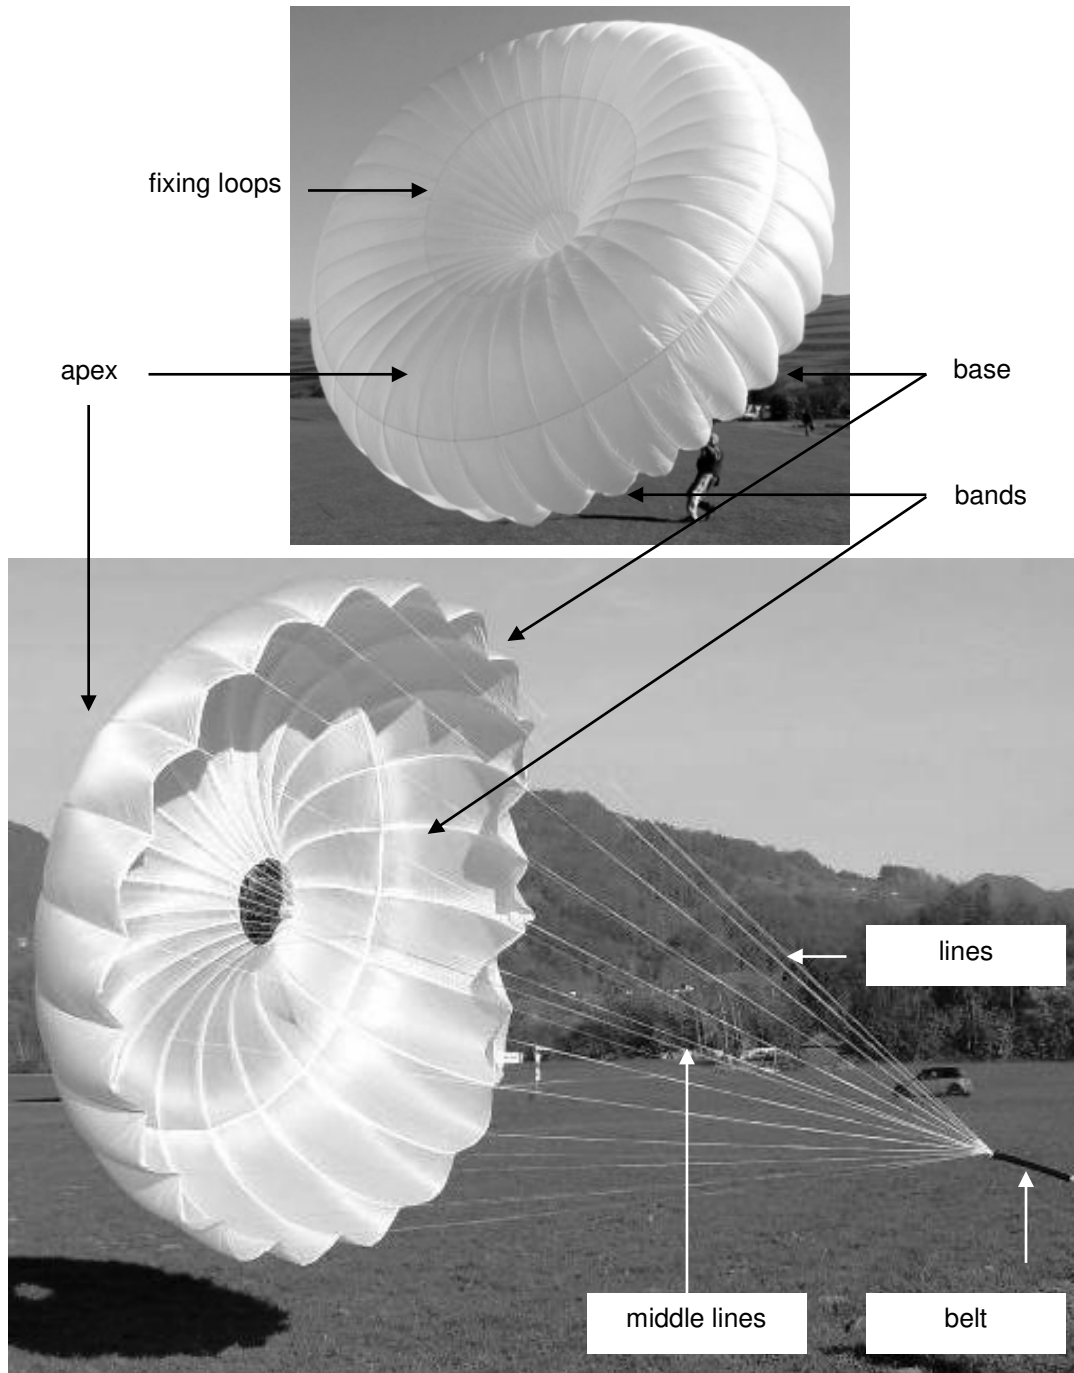 fixing loops
apex
base
bands
lines
middle lines
belt